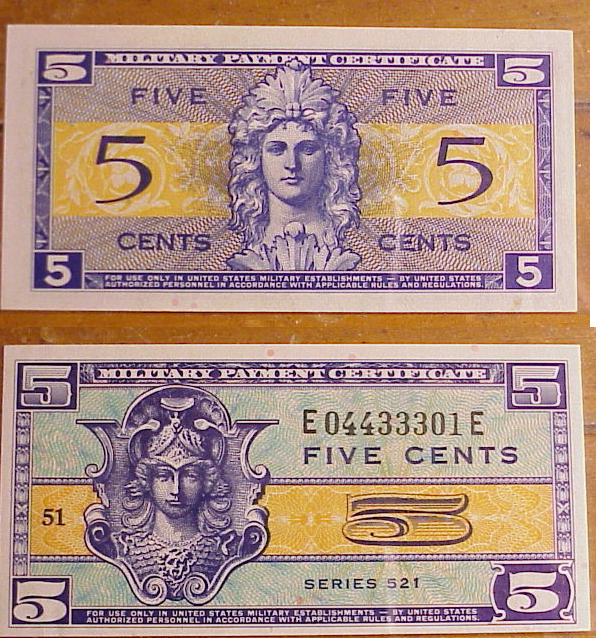 5 MILITARY PAYMENT CERTIFICATE 5
FIVE FIVE
5 5
CENTS CENTS
5 FOR USE ONLY IN UNITED STATES MILITARY ESTABLISHMENTS — BY UNITED STATES 5
AUTHORIZED PERSONNEL IN ACCORDANCE WITH APPLICABLE RULES AND REGULATIONS.
5 MILITARY PAYMENT CERTIFICATE 5
E04433301E
FIVE CENTS
51 5
SERIES 521
5 FOR USE ONLY IN UNITED STATES MILITARY ESTABLISHMENTS — BY UNITED STATES 5
AUTHORIZED PERSONNEL IN ACCORDANCE WITH APPLICABLE RULES AND REGULATIONS.